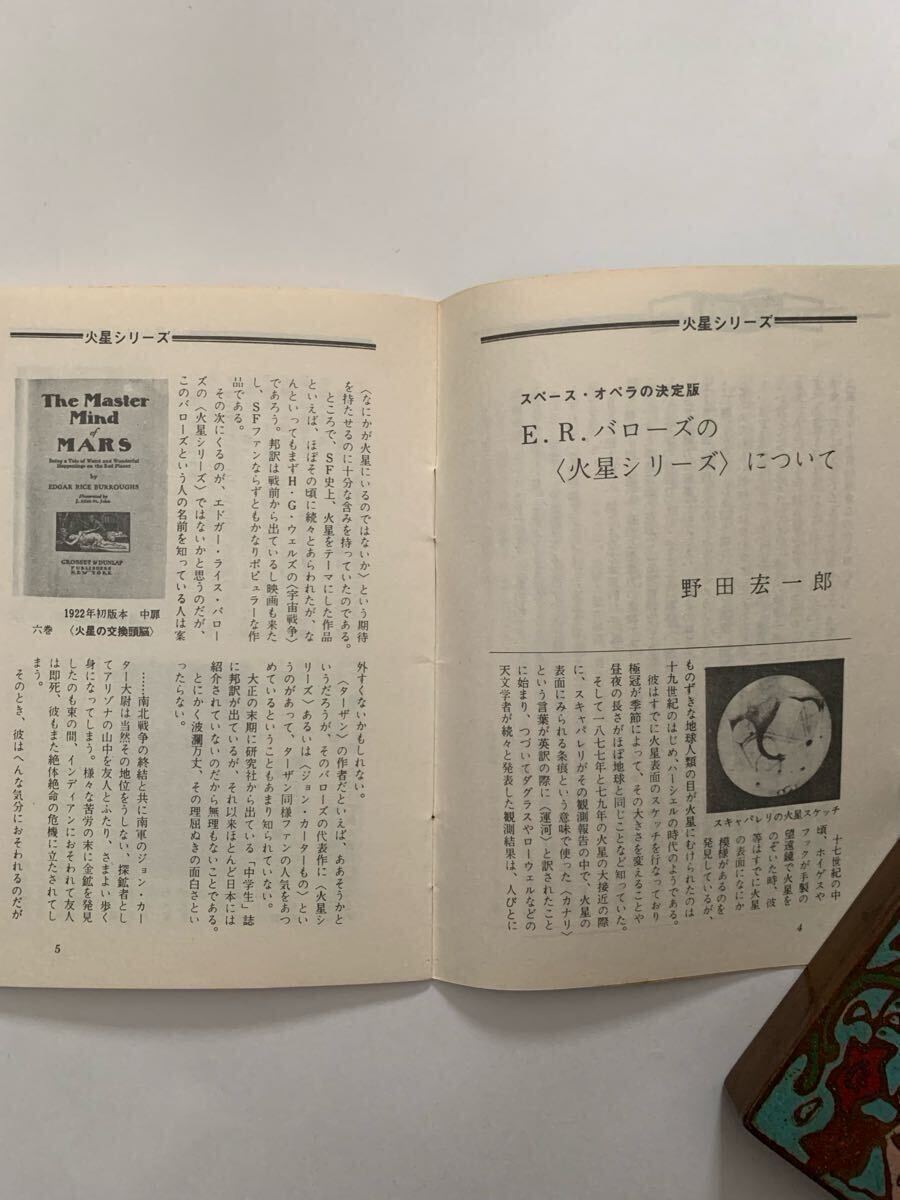 火星シリーズ
スペース・オペラの決定版
E.R.バローズの
〈火星シリーズ〉について
野田宏一郎
スキャパレリの火星スケッチ
十七世紀の中
頃、ホイゲスや
フックが手製の
望遠鏡で火星を
のぞいた時、彼
等はすでに火星
の表面になにか
模様があるのを
発見しているが、
ものずきな地球人類の目が火星にむけられたのは
十九世紀のはじめ、ハーシェルの時代のようである。
彼はすでに火星表面のスケッチを行なっており
極冠が季節によって、その大きさを変えることや
昼夜の長さがほぼ地球と同じことなど知っていた。
そして一八七七年と七九年の火星の大接近の際
に、スキャパレリがその観測報告の中で、火星の
表面にみられる条痕という意味で使った〈カナリ〉
という言葉が英訳の際に〈運河〉と訳されたこと
に始まり、つづいてダグラスやローウェルなどの
天文学者が続々と発表した観測結果は、人びとに
4
火星シリーズ
〈なにかが火星にいるのではないか〉という期待
を持たせるのに十分な含みを持っていたのである。
ところで、SF史上、火星をテーマにした作品
といえば、ほぼその頃に続々とあらわれたが、な
んといってもまずH・G・ウェルズの〈宇宙戦争〉
であろう。邦訳は戦前から出ているし映画も来た
し、SFファンならずともかなりポピュラーな作
品である。
その次にくるのが、エドガー・ライス・バロー
ズの〈火星シリーズ〉ではないかと思うのだが、
このバローズという人の名前を知っている人は案
The Master
Mind
of
MARS
Being a Tale of Weird and Wonderful
Happenings on the Red Planet
by
EDGAR RICE BURROUGHS
Illustrated by
J. Allen St. John
GROSSET & DUNLAP
PUBLISHERS
NEW YORK
1922年初版本 中扉
六巻 〈火星の交換頭脳〉
外すくないかもしれない。
〈ターザン〉の作者だといえば、ああそうかと
いうだろうが、そのバローズの代表作に〈火星シ
リーズ〉あるいは〈ジョン・カーターもの〉とい
うのがあって、ターザン同様ファンの人気をあつ
めているということもあまり知られていない。
大正の末期に研究社から出ている「中学生」誌
に邦訳が出ているが、それ以来ほとんど日本には
紹介されていないのだから無理もないことである。
とにかく波瀾万丈、その理屈ぬきの面白さとい
ったらない。
……南北戦争の終結と共に南軍のジョン・カー
ター大尉は当然その地位をうしない、探鉱者とし
てアリゾナの山中を友人とふたり、さまよい歩く
身になってしまう。様々な苦労の末に金鉱を発見
したのも束の間、インディアンにおそわれて友人
は即死、彼もまた絶体絶命の危機に立たされてし
まう。
そのとき、彼はへんな気分におそわれるのだが
5